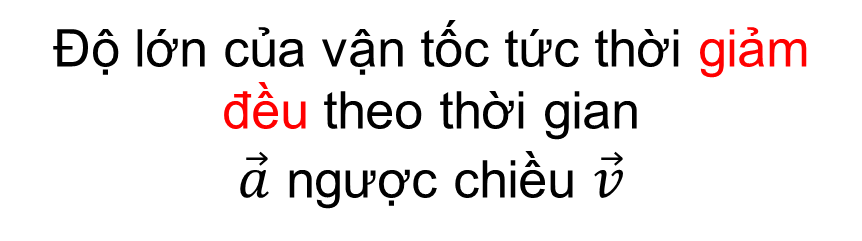 Độ lớn của vận tốc tức thời giảm
đều theo thời gian
𝑎⃗ ngược chiều 𝑣⃗